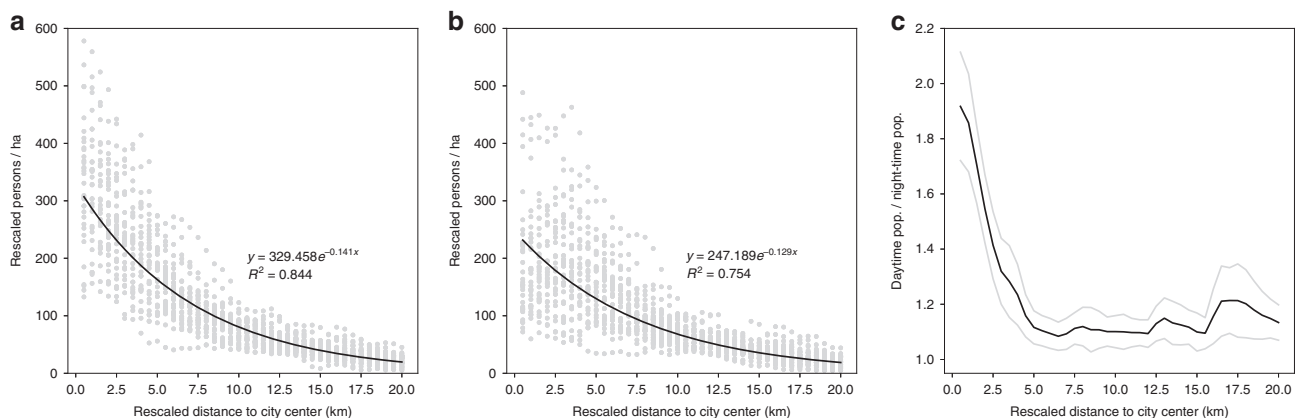 a
600
500
400
300
200
100
0
Rescaled persons / ha
y = 329.458e^{–0.141x}
R² = 0.844
0.0 2.5 5.0 7.5 10.0 12.5 15.0 17.5 20.0
Rescaled distance to city center (km)
b
600
500
400
300
200
100
0
Rescaled persons / ha
y = 247.189e^{–0.129x}
R² = 0.754
0.0 2.5 5.0 7.5 10.0 12.5 15.0 17.5 20.0
Rescaled distance to city center (km)
c
2.2
2.0
1.8
1.6
1.4
1.2
1.0
Daytime pop. / night-time pop.
0.0 2.5 5.0 7.5 10.0 12.5 15.0 17.5 20.0
Rescaled distance to city center (km)